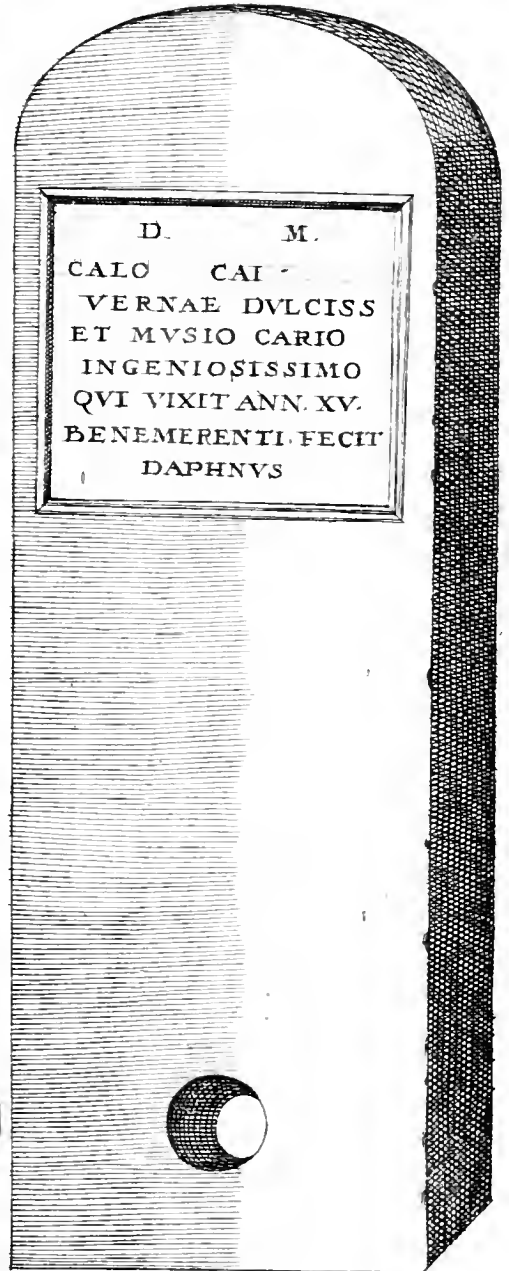 D. M.
CALO CAI
VERNAE DVLCISS
ET MVSIO CARIO
INGENIOSISSIMO
QVI VIXIT ANN. XV.
BENEMERENTI. FECIT
DAPHNVS